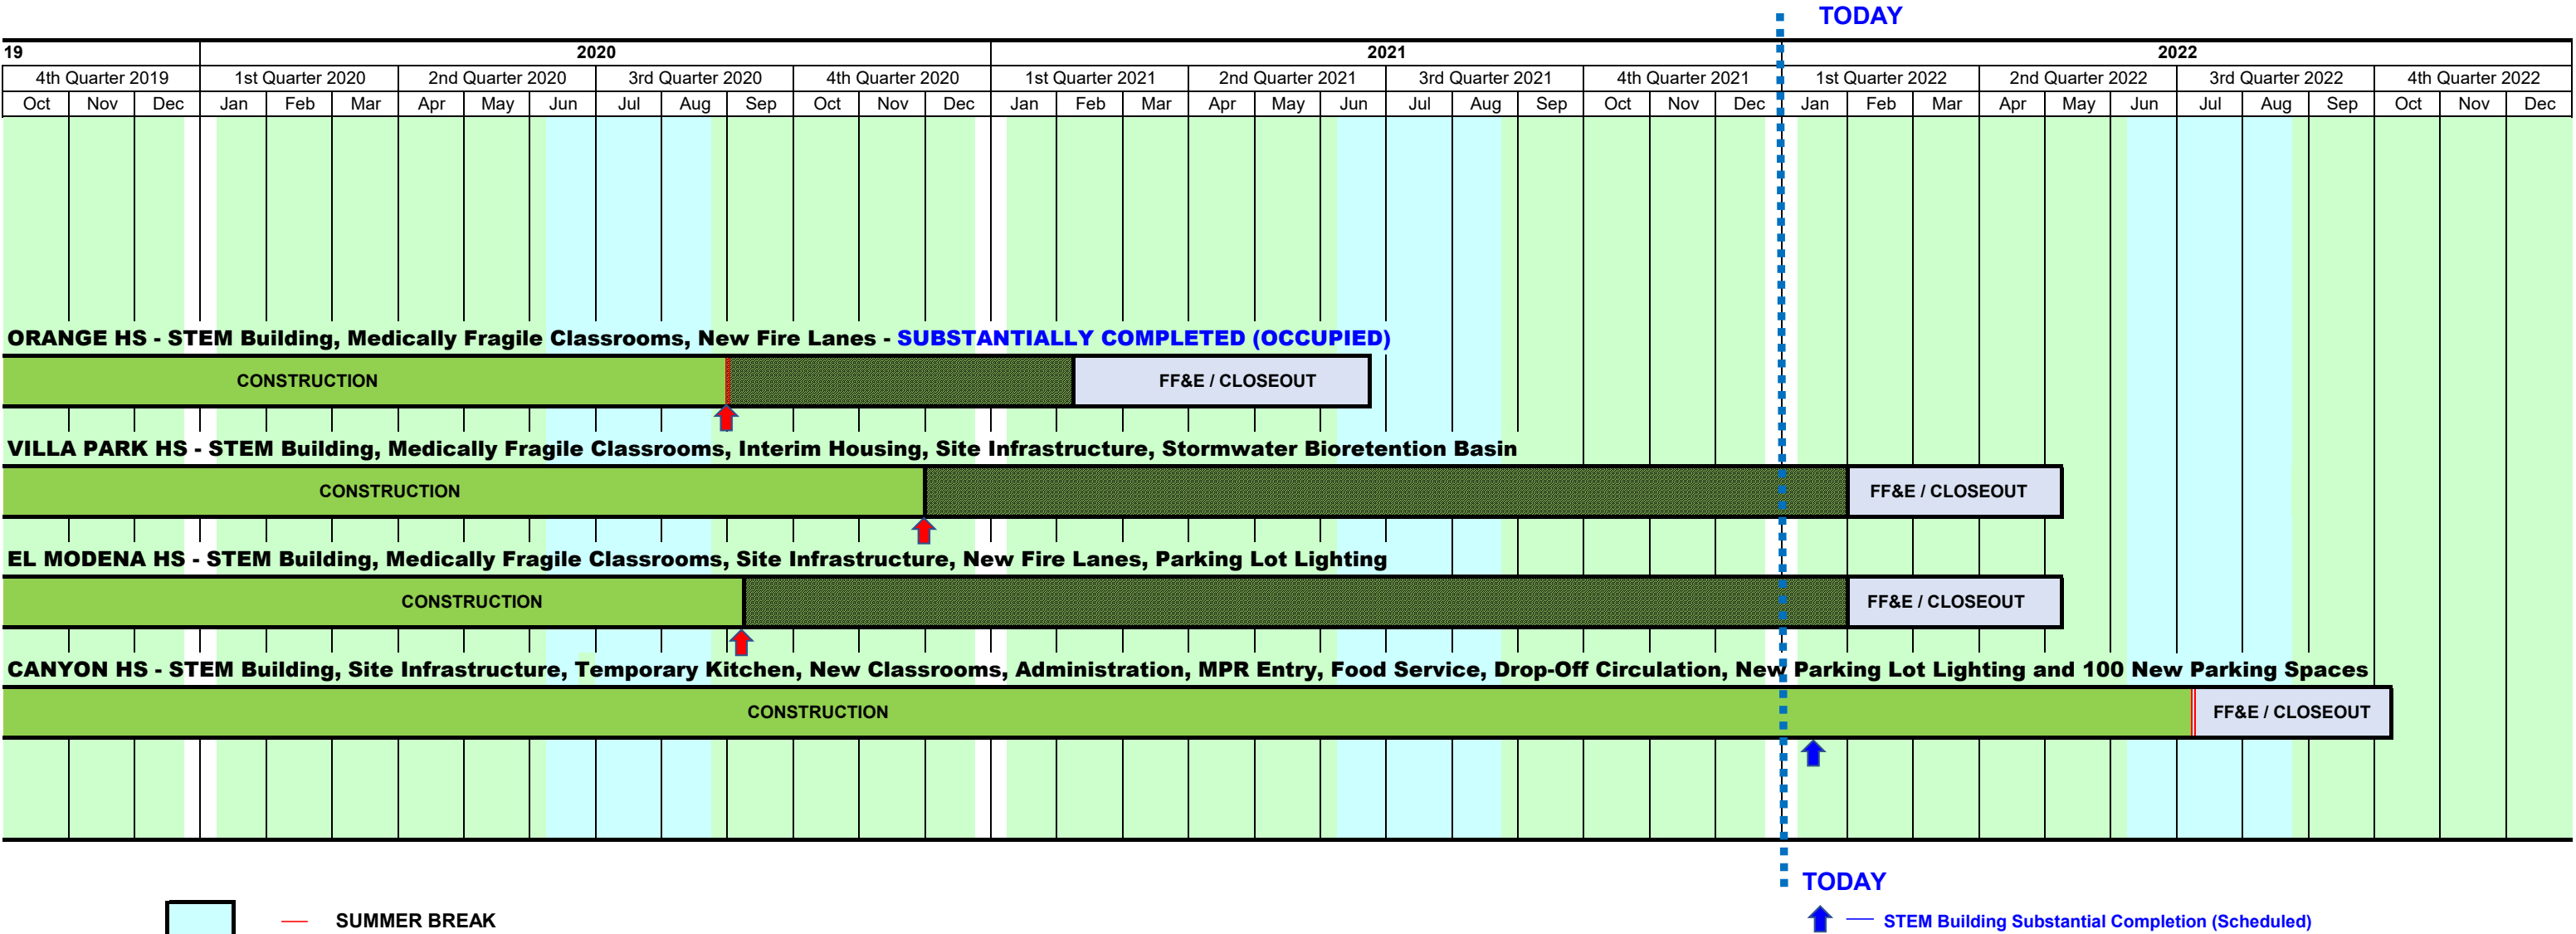 TODAY
19 2020 2021 2022
4th Quarter 2019 1st Quarter 2020 2nd Quarter 2020 3rd Quarter 2020 4th Quarter 2020 1st Quarter 2021 2nd Quarter 2021 3rd Quarter 2021 4th Quarter 2021 1st Quarter 2022 2nd Quarter 2022 3rd Quarter 2022 4th Quarter 2022
Oct Nov Dec Jan Feb Mar Apr May Jun Jul Aug Sep Oct Nov Dec Jan Feb Mar Apr May Jun Jul Aug Sep Oct Nov Dec Jan Feb Mar Apr May Jun Jul Aug Sep Oct Nov Dec
ORANGE HS - STEM Building, Medically Fragile Classrooms, New Fire Lanes - SUBSTANTIALLY COMPLETED (OCCUPIED)
CONSTRUCTION FF&E / CLOSEOUT
VILLA PARK HS - STEM Building, Medically Fragile Classrooms, Interim Housing, Site Infrastructure, Stormwater Bioretention Basin
CONSTRUCTION FF&E / CLOSEOUT
EL MODENA HS - STEM Building, Medically Fragile Classrooms, Site Infrastructure, New Fire Lanes, Parking Lot Lighting
CONSTRUCTION FF&E / CLOSEOUT
CANYON HS - STEM Building, Site Infrastructure, Temporary Kitchen, New Classrooms, Administration, MPR Entry, Food Service, Drop-Off Circulation, New Parking Lot Lighting and 100 New Parking Spaces
CONSTRUCTION FF&E / CLOSEOUT
TODAY
SUMMER BREAK STEM Building Substantial Completion (Scheduled)